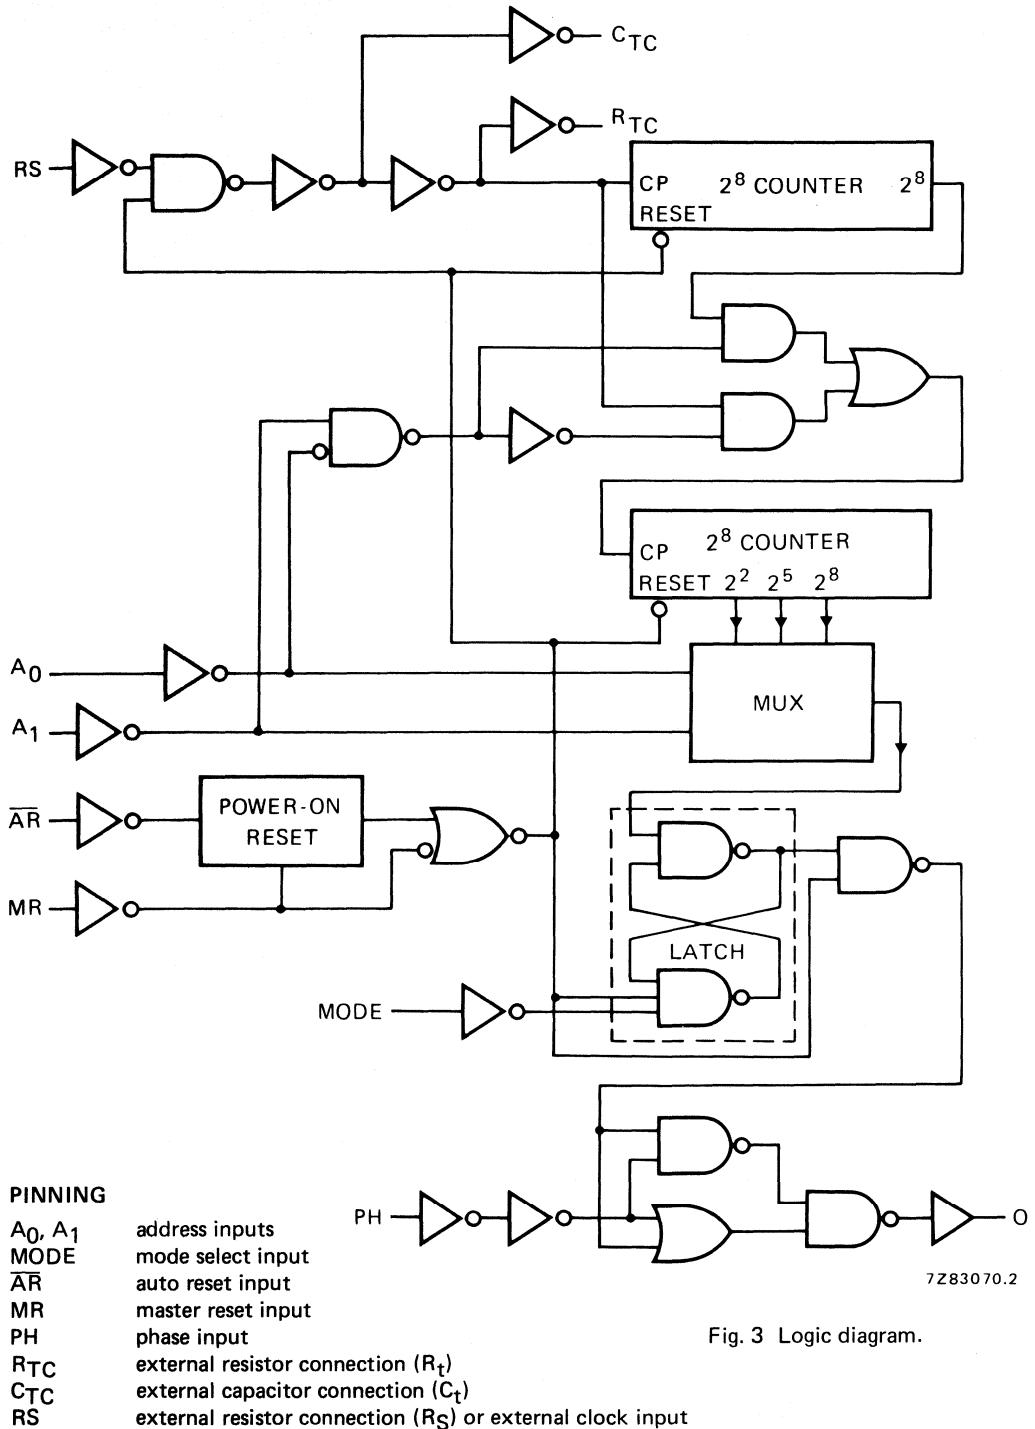 C_TC
R_TC
RS
CP 2^8 COUNTER 2^8
RESET
2^8 COUNTER
CP
RESET 2^2 2^5 2^8
A_0
MUX
A_1
A̅R̅
POWER-ON
RESET
MR
LATCH
MODE
PH
O
7Z83070.2
Fig. 3 Logic diagram.
PINNING
A_0, A_1 address inputs
MODE mode select input
A̅R̅ auto reset input
MR master reset input
PH phase input
R_TC external resistor connection (R_t)
C_TC external capacitor connection (C_t)
RS external resistor connection (R_S) or external clock input